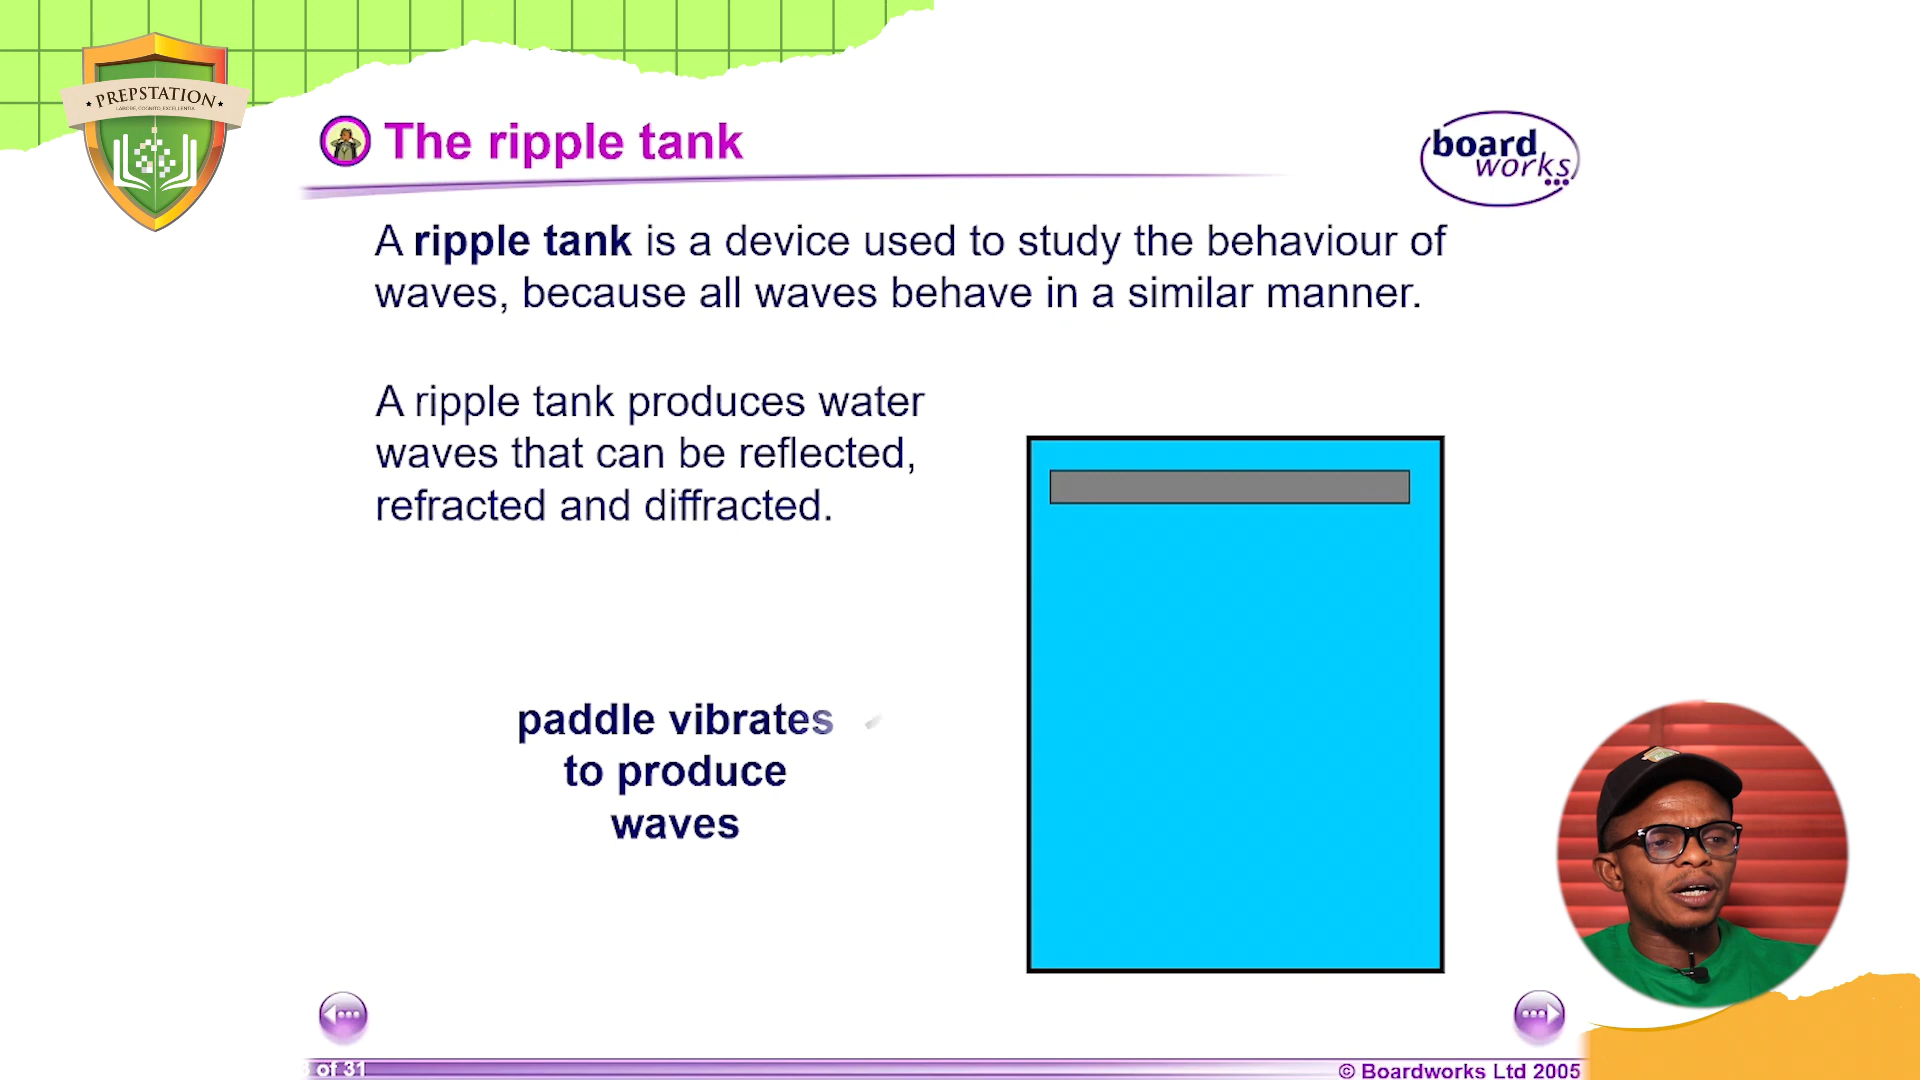 PREPSTATION
The ripple tank
board
works
A ripple tank is a device used to study the behaviour of
waves, because all waves behave in a similar manner.
A ripple tank produces water
waves that can be reflected,
refracted and diffracted.
paddle vibrates
to produce
waves
of 31
© Boardworks Ltd 2005